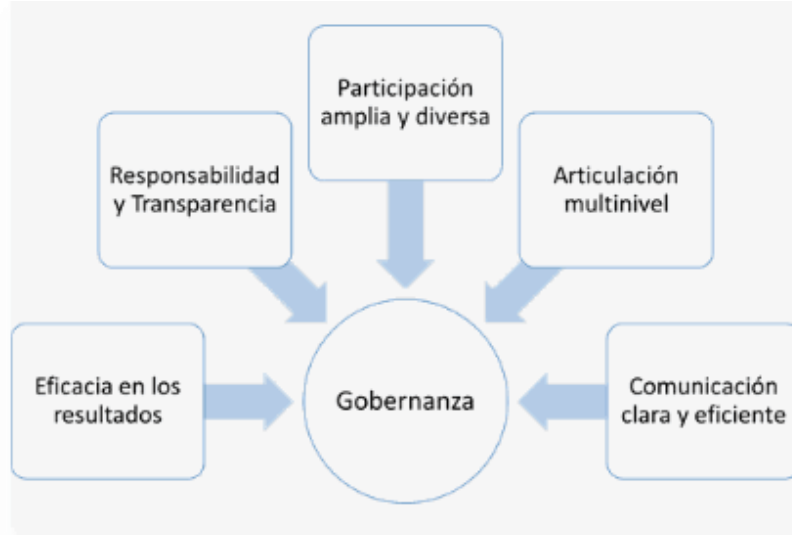 Participación
amplia y diversa
Responsabilidad
y Transparencia
Articulación
multinivel
Eficacia en los
resultados
Gobernanza
Comunicación
clara y eficiente